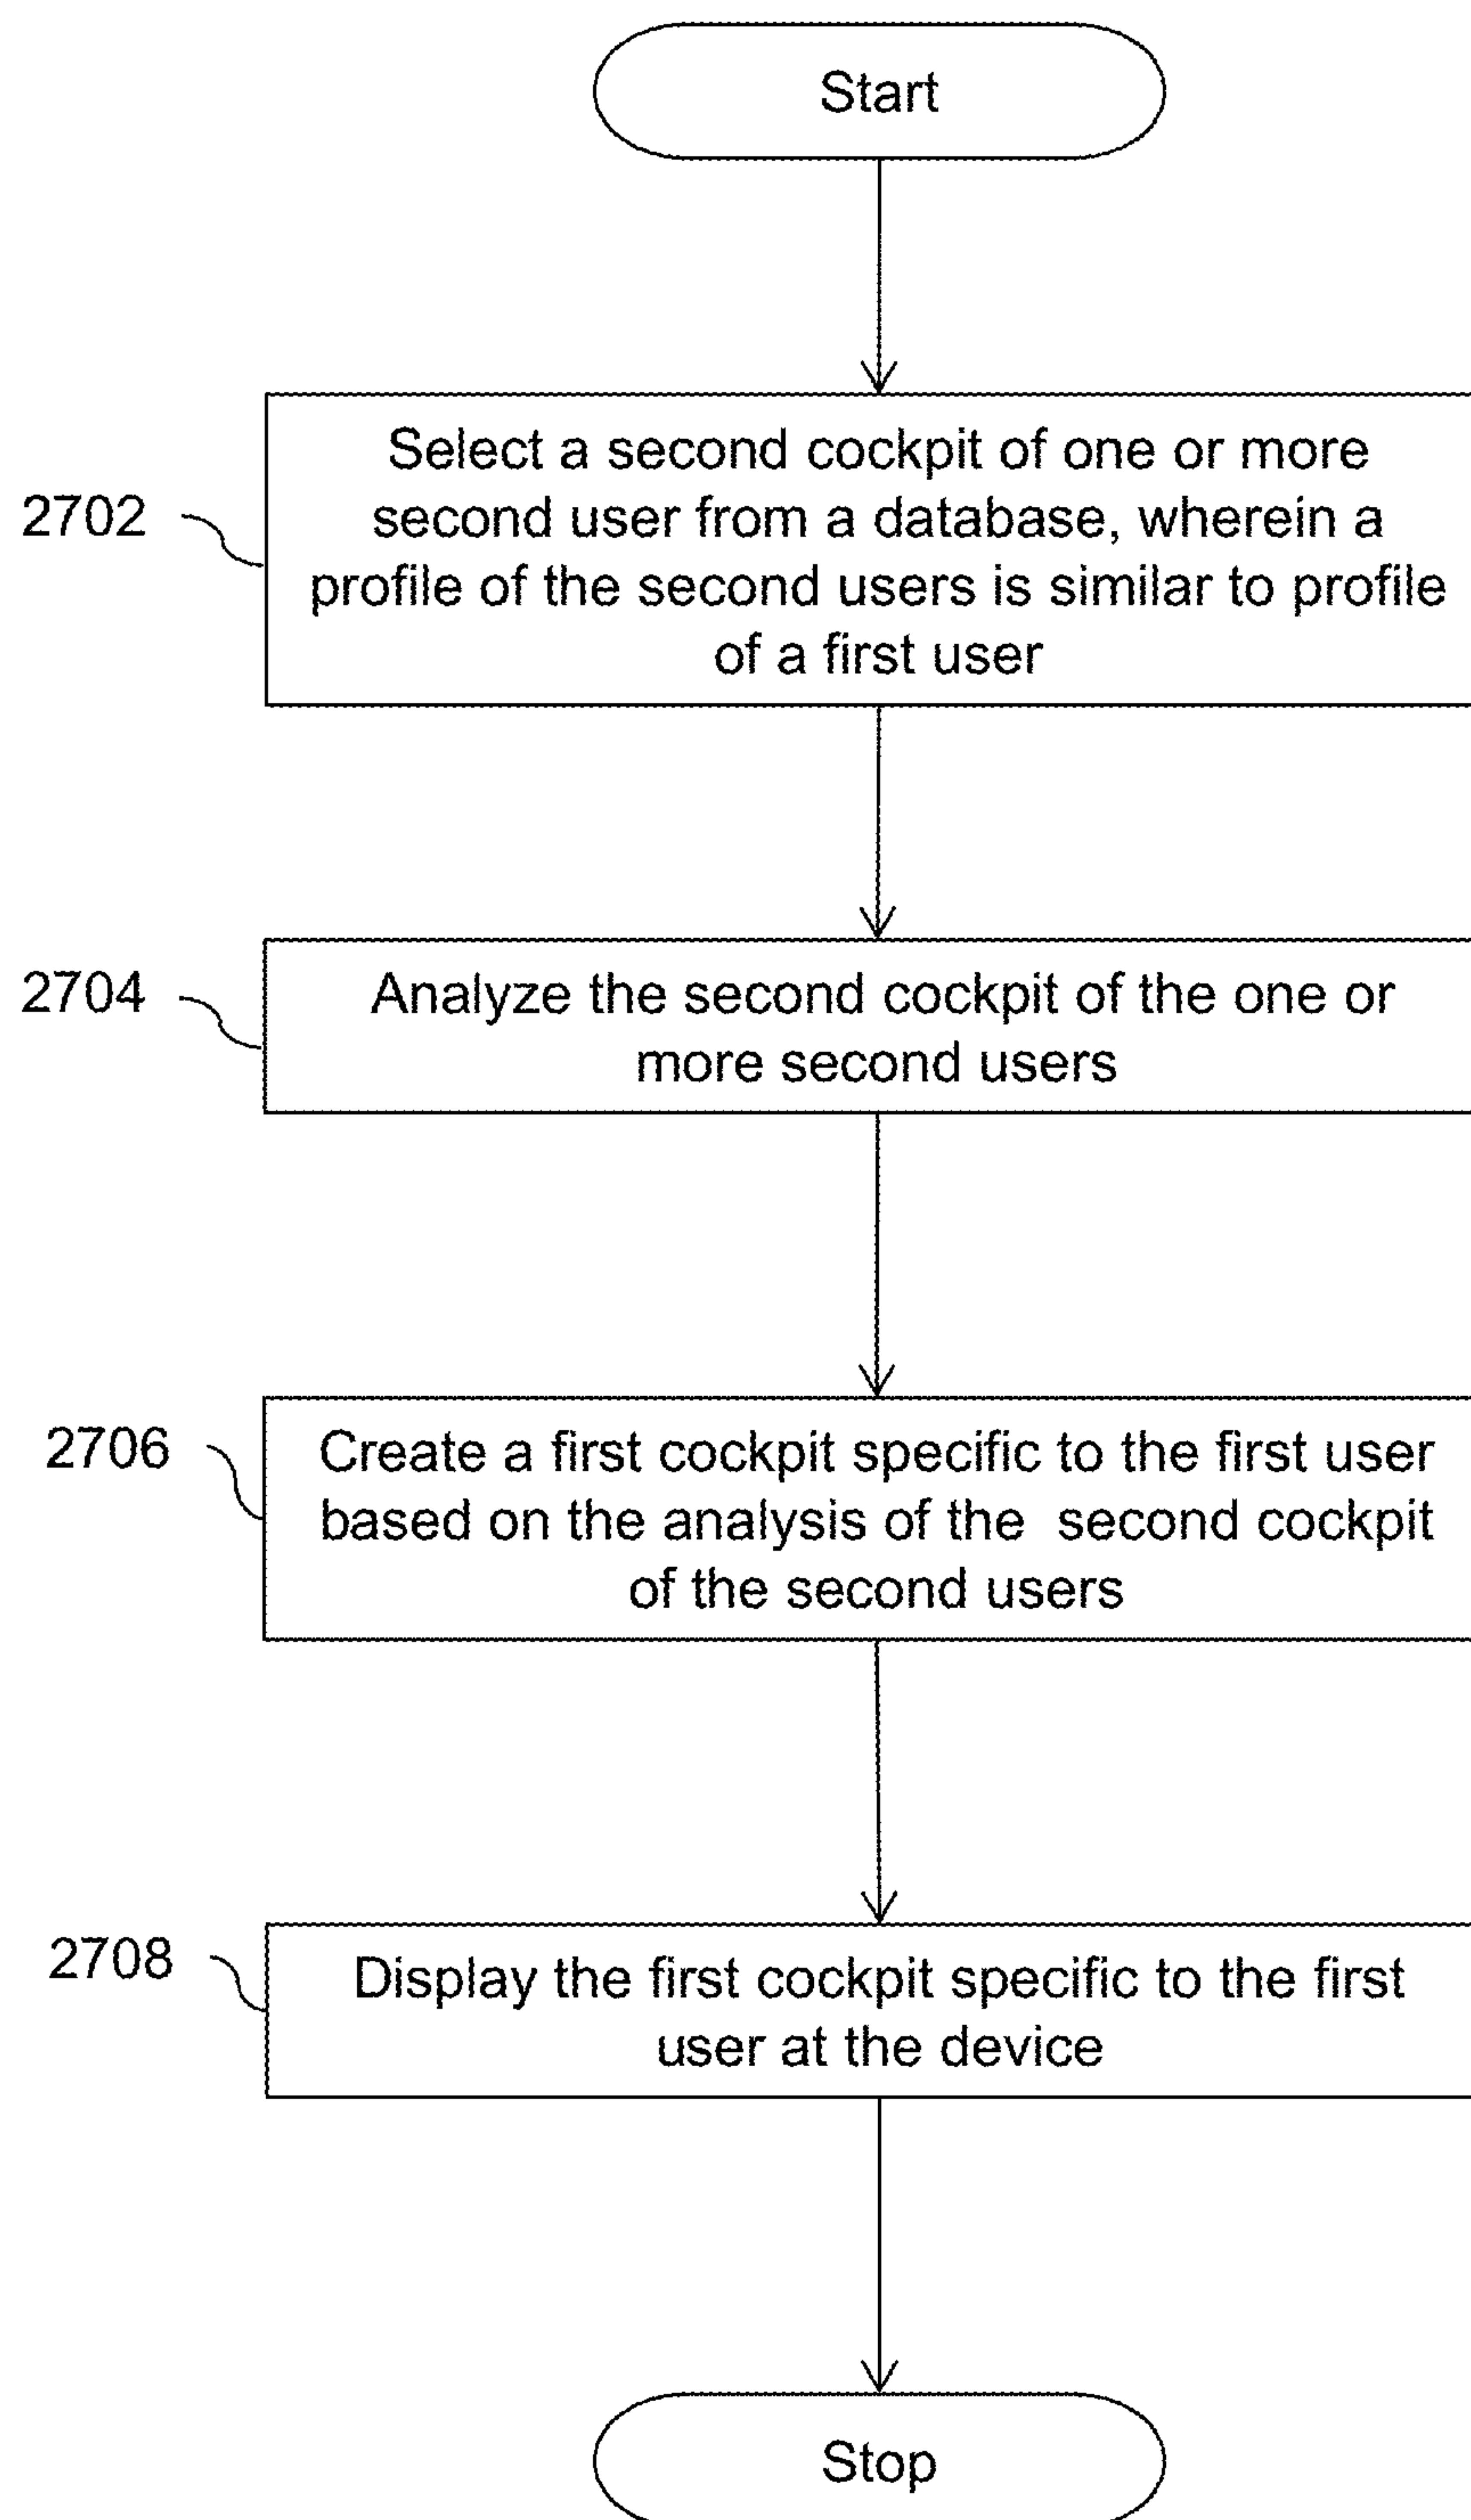 Start
2702
Select a second cockpit of one or more
second user from a database, wherein a
profile of the second users is similar to profile
of a first user
2704
Analyze the second cockpit of the one or
more second users
2706
Create a first cockpit specific to the first user
based on the analysis of the second cockpit
of the second users
2708
Display the first cockpit specific to the first
user at the device
Stop